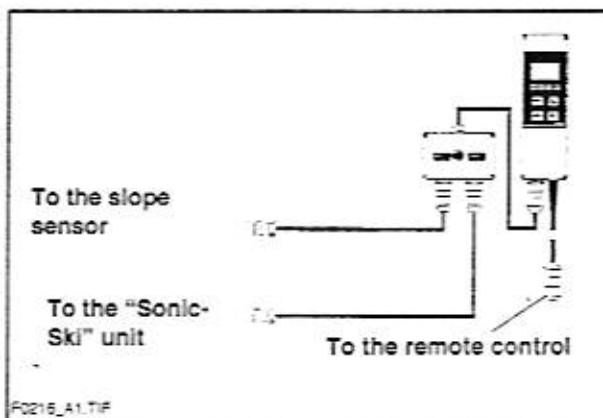 To the slope
sensor
To the "Sonic-
Ski" unit
To the remote control
F0216_A1.TIF